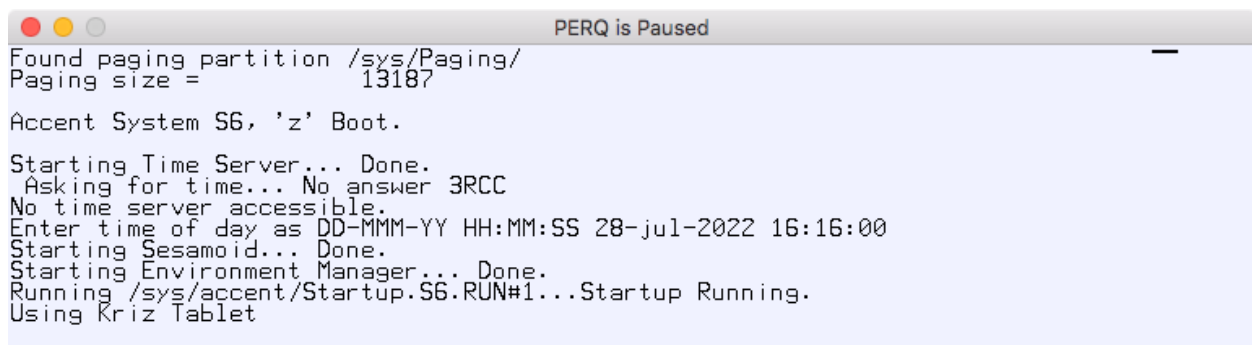 PERQ is Paused
Found paging partition /sys/Paging/
Paging size = 13187
Accent System S6, 'z' Boot.
Starting Time Server... Done.
Asking for time... No answer 3RCC
No time server accessible.
Enter time of day as DD-MMM-YY HH:MM:SS 28-jul-2022 16:16:00
Starting Sesamoid... Done.
Starting Environment Manager... Done.
Running /sys/accent/Startup.S6.RUN#1...Startup Running.
Using Kriz Tablet